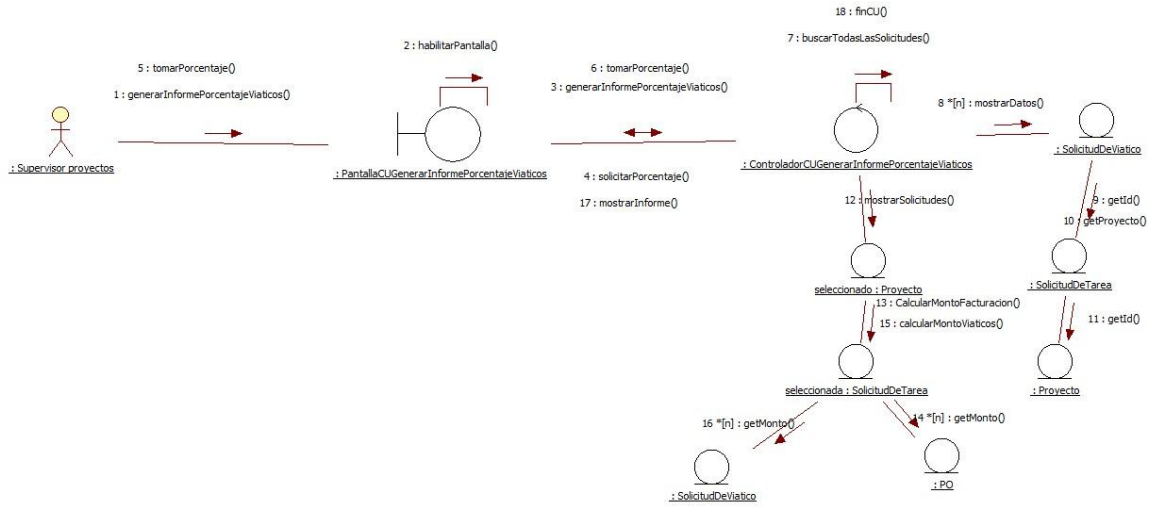 18 : finCU()
2 : habilitarPantalla()
7 : buscarTodasLasSolicitudes()
5 : tomarPorcentaje()
6 : tomarPorcentaje()
1 : generarInformePorcentajeViaticos()
3 : generarInformePorcentajeViaticos()
8 *[n] : mostrarDatos()
: Supervisor proyectos
: PantallaCUGenerarInformePorcentajeViaticos
: ControladorCUGenerarInformePorcentajeViaticos
: SolicitudDeViatico
4 : solicitarPorcentaje()
17 : mostrarInforme()
12 : mostrarSolicitudes()
9 : getId()
10 : getProyecto()
seleccionado : Proyecto
: SolicitudDeTarea
13 : CalcularMontoFacturacion()
15 : calcularMontoViaticos()
11 : getId()
seleccionada : SolicitudDeTarea
: Proyecto
16 *[n] : getMonto()
14 *[n] : getMonto()
: SolicitudDeViatico
: PO